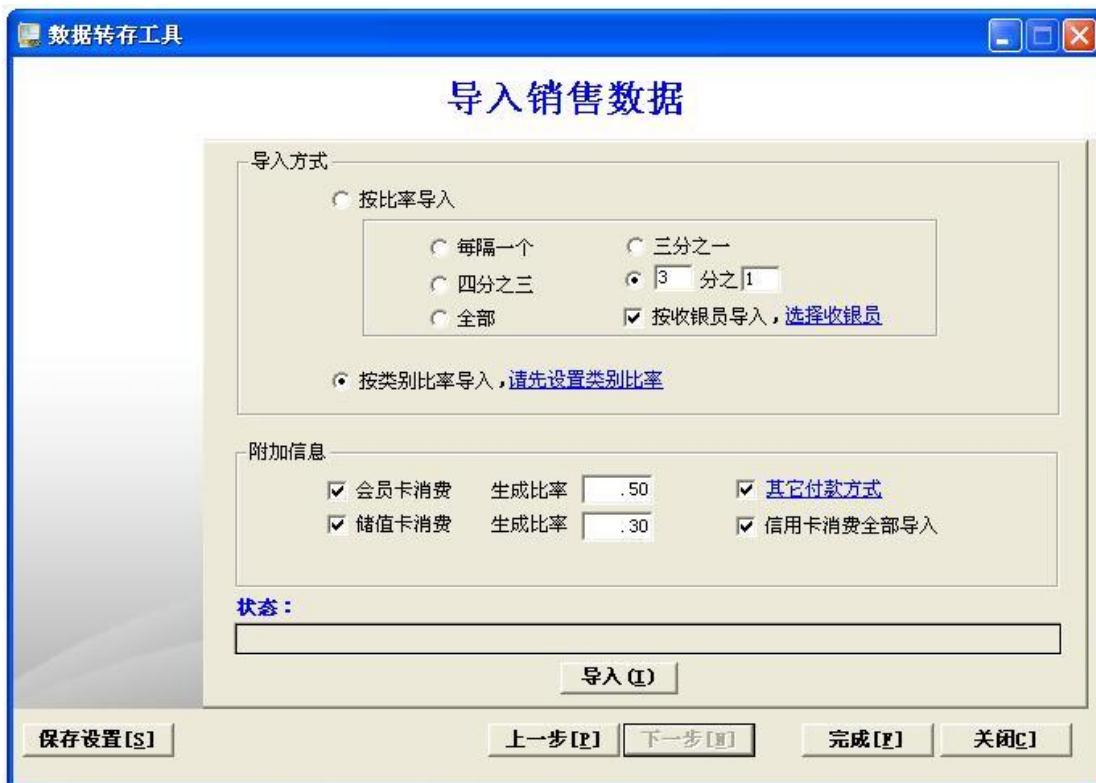 数据转存工具
导入销售数据
导入方式
按比率导入
每隔一个 三分之一
四分之三 3 分之 1
全部 按收银员导入，选择收银员
按类别比率导入，请先设置类别比率
附加信息
会员卡消费 生成比率 .50 其它付款方式
储值卡消费 生成比率 .30 信用卡消费全部导入
状态：
导入(I)
保存设置[S] 上一步[P] 下一步[N] 完成[F] 关闭C]